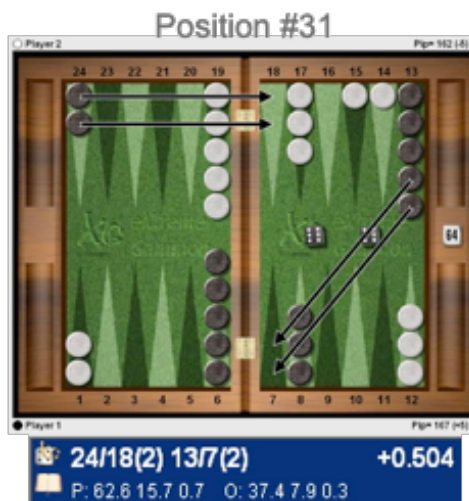 Position #31
Player 2 Pip= 162 (-5)
24 23 22 21 20 19 18 17 16 15 14 13
eXtreme Gammon
64
1 2 3 4 5 6 7 8 9 10 11 12
Player 1 Pip= 167 (+5)
24/18(2) 13/7(2) +0.504
P: 62.6 15.7 0.7 O: 37.4 7.9 0.3